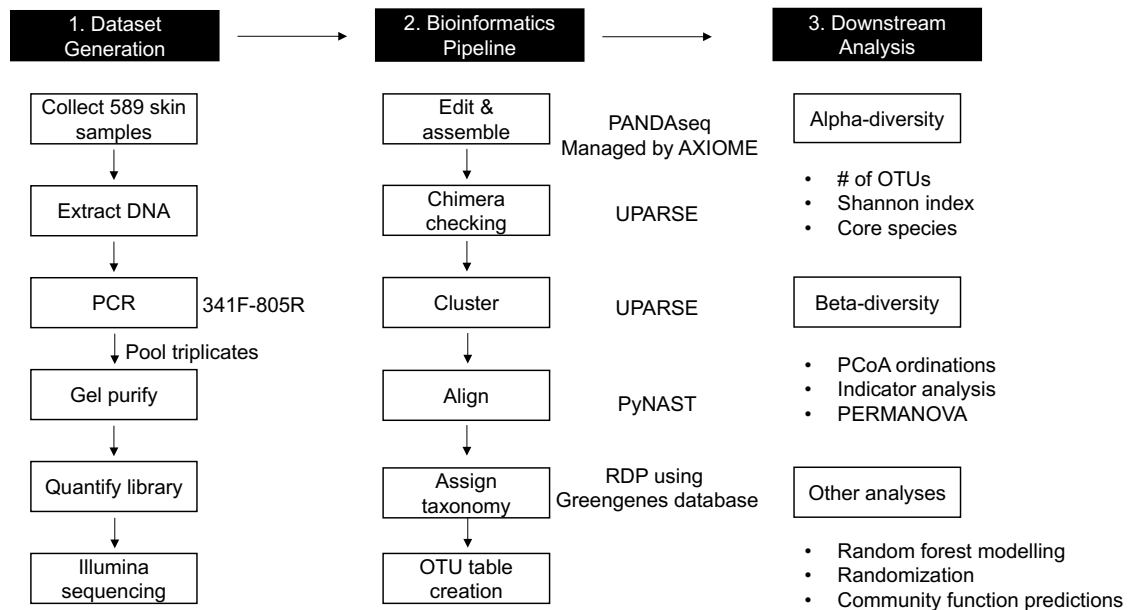 1. Dataset
Generation
2. Bioinformatics
Pipeline
3. Downstream
Analysis
Collect 589 skin
samples
Extract DNA
PCR
341F-805R
Pool triplicates
Gel purify
Quantify library
Illumina
sequencing
Edit &
assemble
PANDAseq
Managed by AXIOME
Chimera
checking
UPARSE
Cluster
UPARSE
Align
PyNAST
Assign
taxonomy
RDP using
Greengenes database
OTU table
creation
Alpha-diversity
• # of OTUs
• Shannon index
• Core species
Beta-diversity
• PCoA ordinations
• Indicator analysis
• PERMANOVA
Other analyses
• Random forest modelling
• Randomization
• Community function predictions